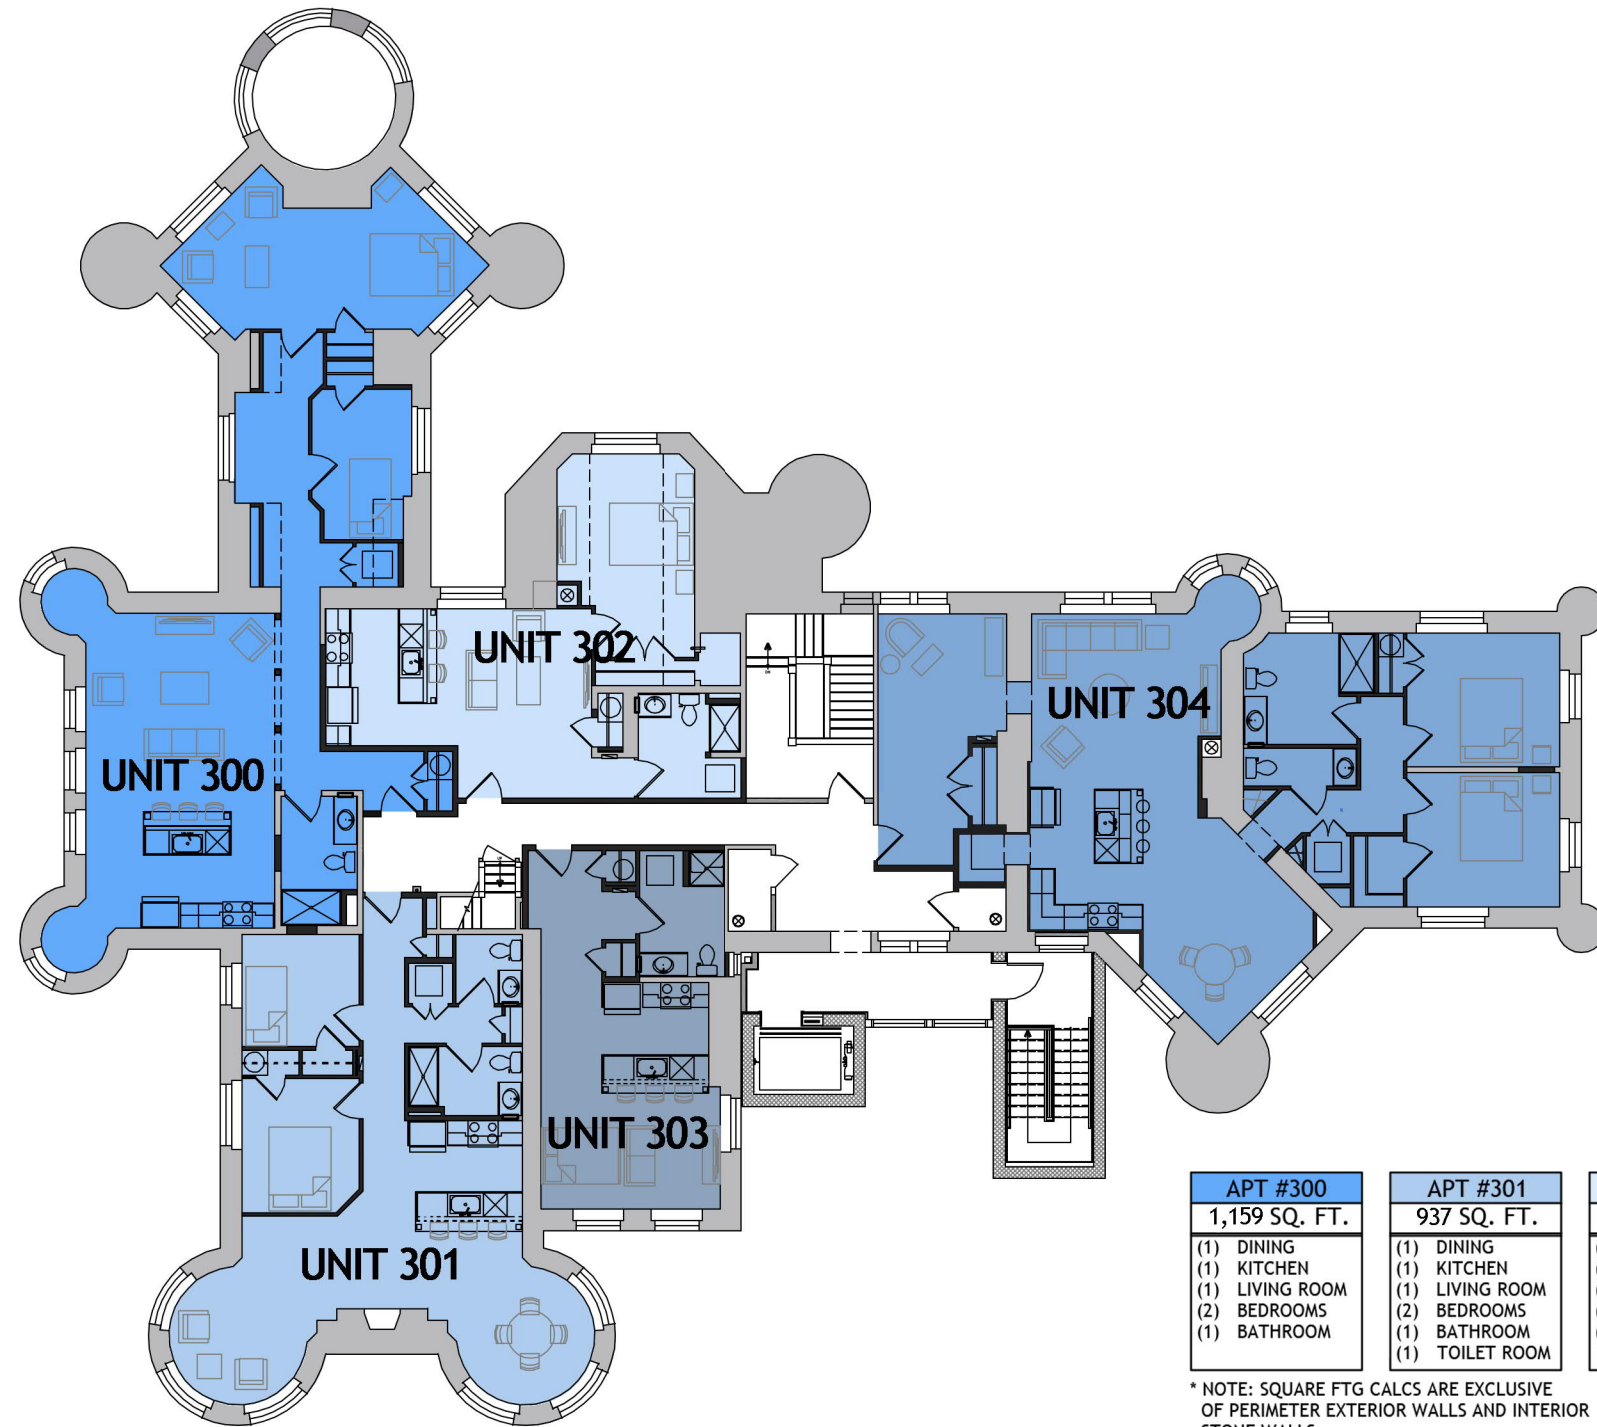 UNIT 302
UNIT 304
UNIT 300
UNIT 303
UNIT 301
APT #300
1,159 SQ. FT.
(1) DINING
(1) KITCHEN
(1) LIVING ROOM
(2) BEDROOMS
(1) BATHROOM
APT #301
937 SQ. FT.
(1) DINING
(1) KITCHEN
(1) LIVING ROOM
(2) BEDROOMS
(1) BATHROOM
(1) TOILET ROOM
* NOTE: SQUARE FTG CALCS ARE EXCLUSIVE
OF PERIMETER EXTERIOR WALLS AND INTERIOR
STONE WALLS